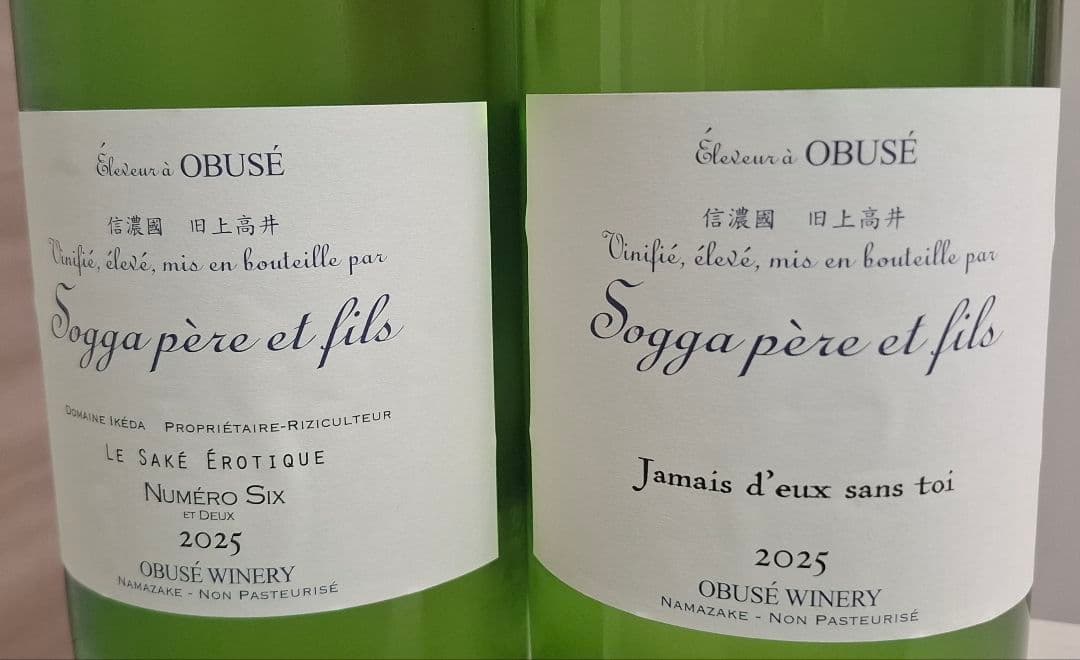 Éleveur à OBUSÉ
信濃國 旧上高井
Vinifié, élevé, mis en bouteille par
Sogga père et fils
Domaine Ikéda Propriétaire-Riziculteur
Le Saké Érotique
Numéro Six
et Deux
2025
OBUSÉ WINERY
Namazake - Non Pasteurisé
Éleveur à OBUSÉ
信濃國 旧上高井
Vinifié, élevé, mis en bouteille par
Sogga père et fils
Jamais d'eux sans toi
2025
OBUSÉ WINERY
Namazake - Non Pasteurisé